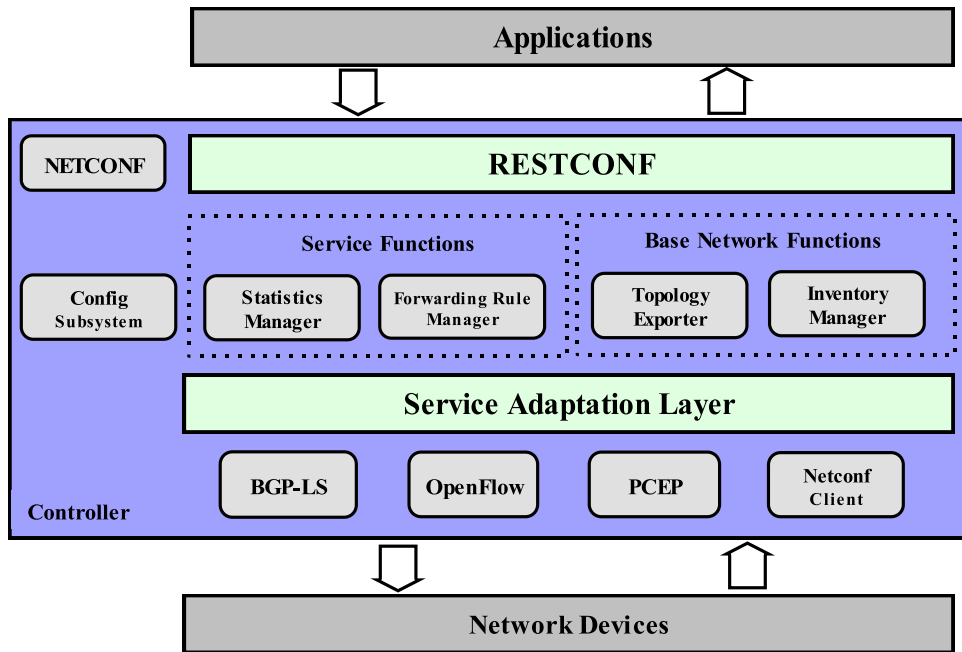 Applications
NETCONF
RESTCONF
Service Functions
Base Network Functions
Config
Subsystem
Statistics
Manager
Forwarding Rule
Manager
Topology
Exporter
Inventory
Manager
Service Adaptation Layer
BGP-LS
OpenFlow
PCEP
Netconf
Client
Controller
Network Devices